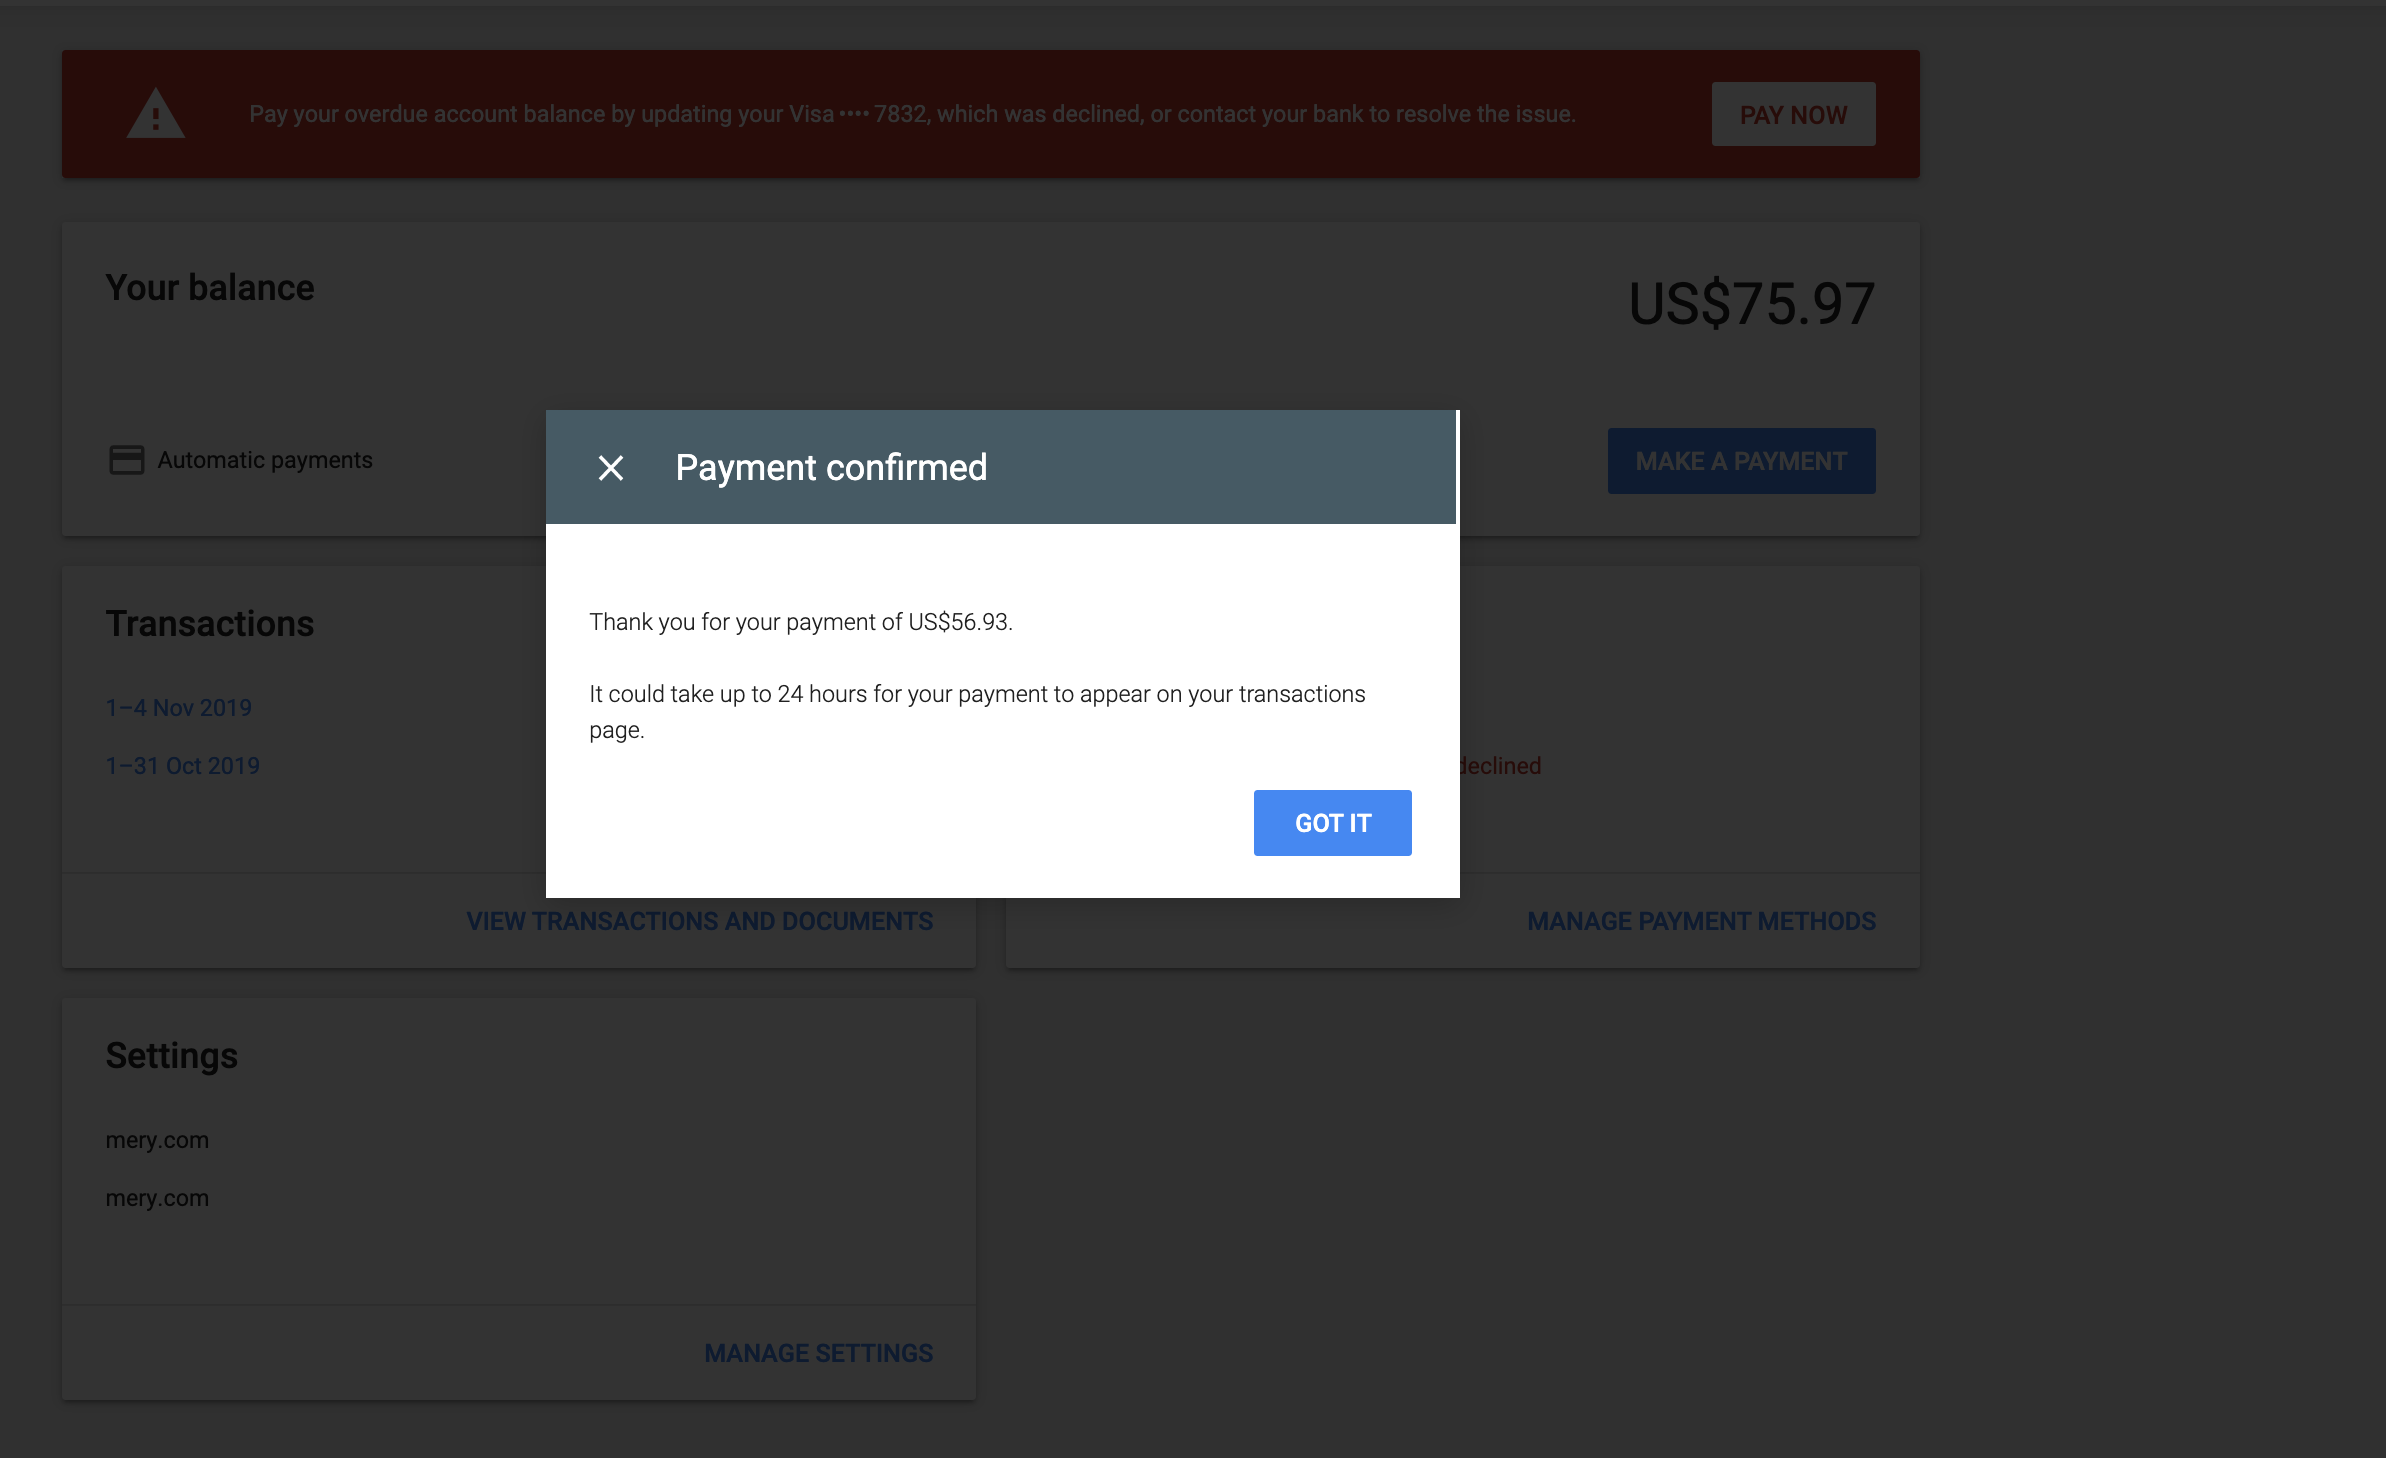 Pay your overdue account balance by updating your Visa •••• 7832, which was declined, or contact your bank to resolve the issue.
PAY NOW
Your balance
US$75.97
Automatic payments
MAKE A PAYMENT
Payment confirmed
Thank you for your payment of US$56.93.
It could take up to 24 hours for your payment to appear on your transactions
page.
GOT IT
Transactions
1–4 Nov 2019
1–31 Oct 2019
VIEW TRANSACTIONS AND DOCUMENTS
declined
MANAGE PAYMENT METHODS
Settings
mery.com
mery.com
MANAGE SETTINGS